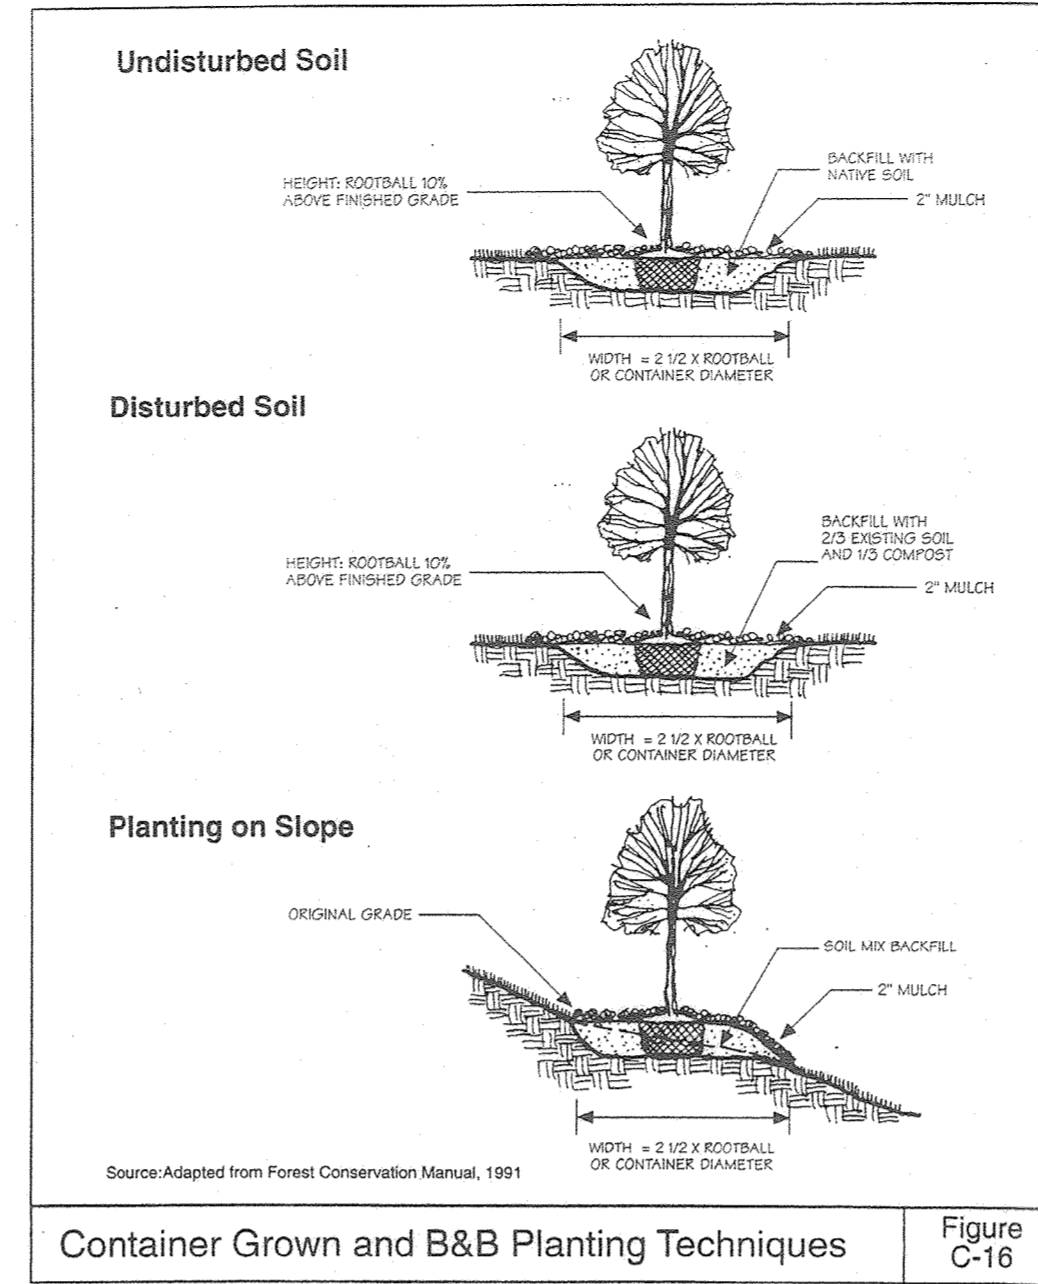 Undisturbed Soil
HEIGHT: ROOTBALL 10%
ABOVE FINISHED GRADE
BACKFILL WITH
NATIVE SOIL
2" MULCH
WIDTH = 2 1/2 X ROOTBALL
OR CONTAINER DIAMETER
Disturbed Soil
HEIGHT: ROOTBALL 10%
ABOVE FINISHED GRADE
BACKFILL WITH
2/3 EXISTING SOIL
AND 1/3 COMPOST
2" MULCH
WIDTH = 2 1/2 X ROOTBALL
OR CONTAINER DIAMETER
Planting on Slope
ORIGINAL GRADE
SOIL MIX BACKFILL
2" MULCH
WIDTH = 2 1/2 X ROOTBALL
OR CONTAINER DIAMETER
Source:Adapted from Forest Conservation Manual, 1991
Container Grown and B&B Planting Techniques
Figure
C-16